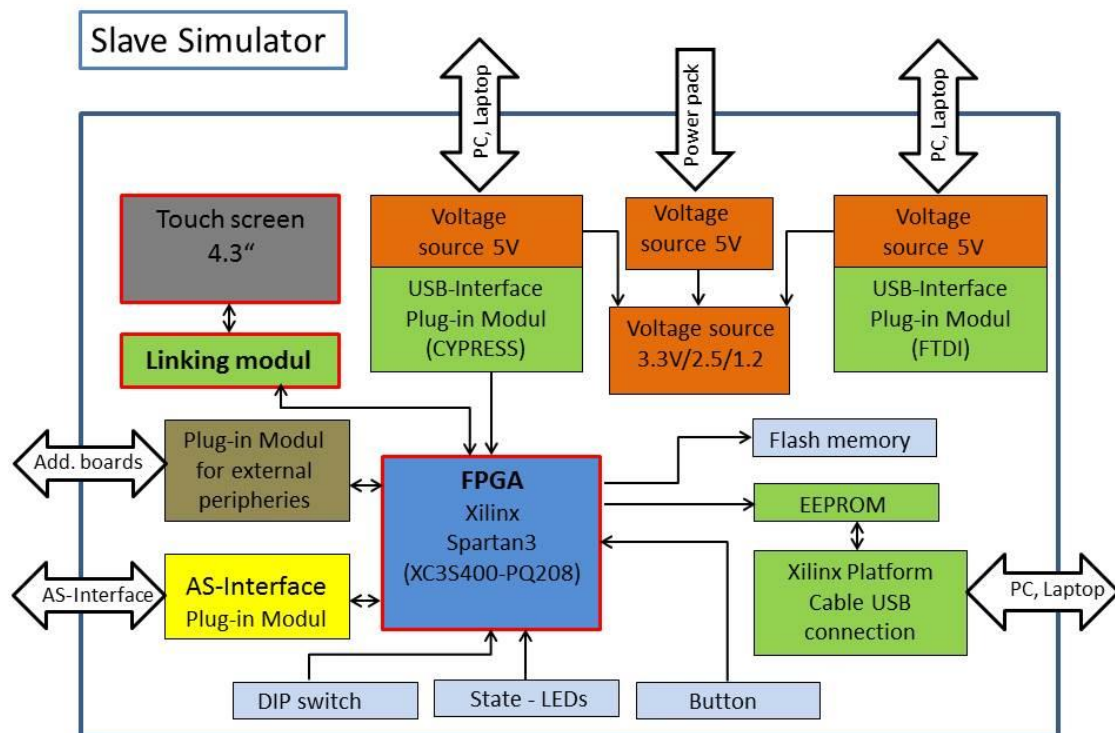 Slave Simulator
PC, Laptop
Power pack
PC, Laptop
Touch screen
4.3“
Voltage
source 5V
Voltage
source 5V
Voltage
source 5V
USB-Interface
Plug-in Modul
(CYPRESS)
USB-Interface
Plug-in Modul
(FTDI)
Voltage source
3.3V/2.5/1.2
Linking modul
Add. boards
Plug-in Modul
for external
peripheries
FPGA
Xilinx
Spartan3
(XC3S400-PQ208)
Flash memory
EEPROM
AS-Interface
AS-Interface
Plug-in Modul
Xilinx Platform
Cable USB
connection
PC, Laptop
DIP switch
State - LEDs
Button